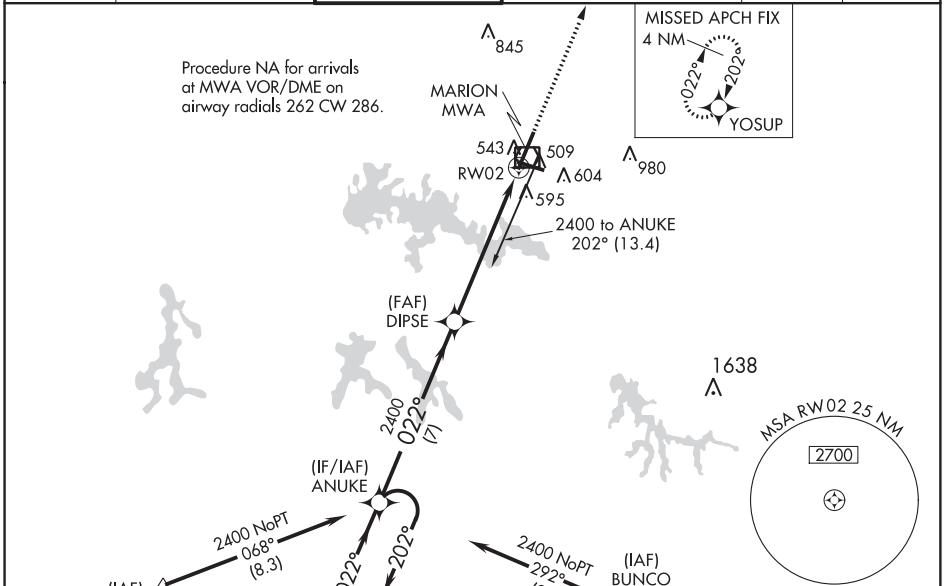 MISSED APCH FIX
4 NM
022°
202°
YOSUP
845
Procedure NA for arrivals
at MWA VOR/DME on
airway radials 262 CW 286.
MARION
MWA
543
509
RW02
604
980
595
2400 to ANUKE
202° (13.4)
(FAF)
DIPSE
1638
2400
022°
(7)
MSA RW02 25 NM
2700
(IF/IAF)
ANUKE
2400 NoPT
068°
(8.3)
022°
202°
2400 NoPT
292°
(IAF)
BUNCO
(IAF)